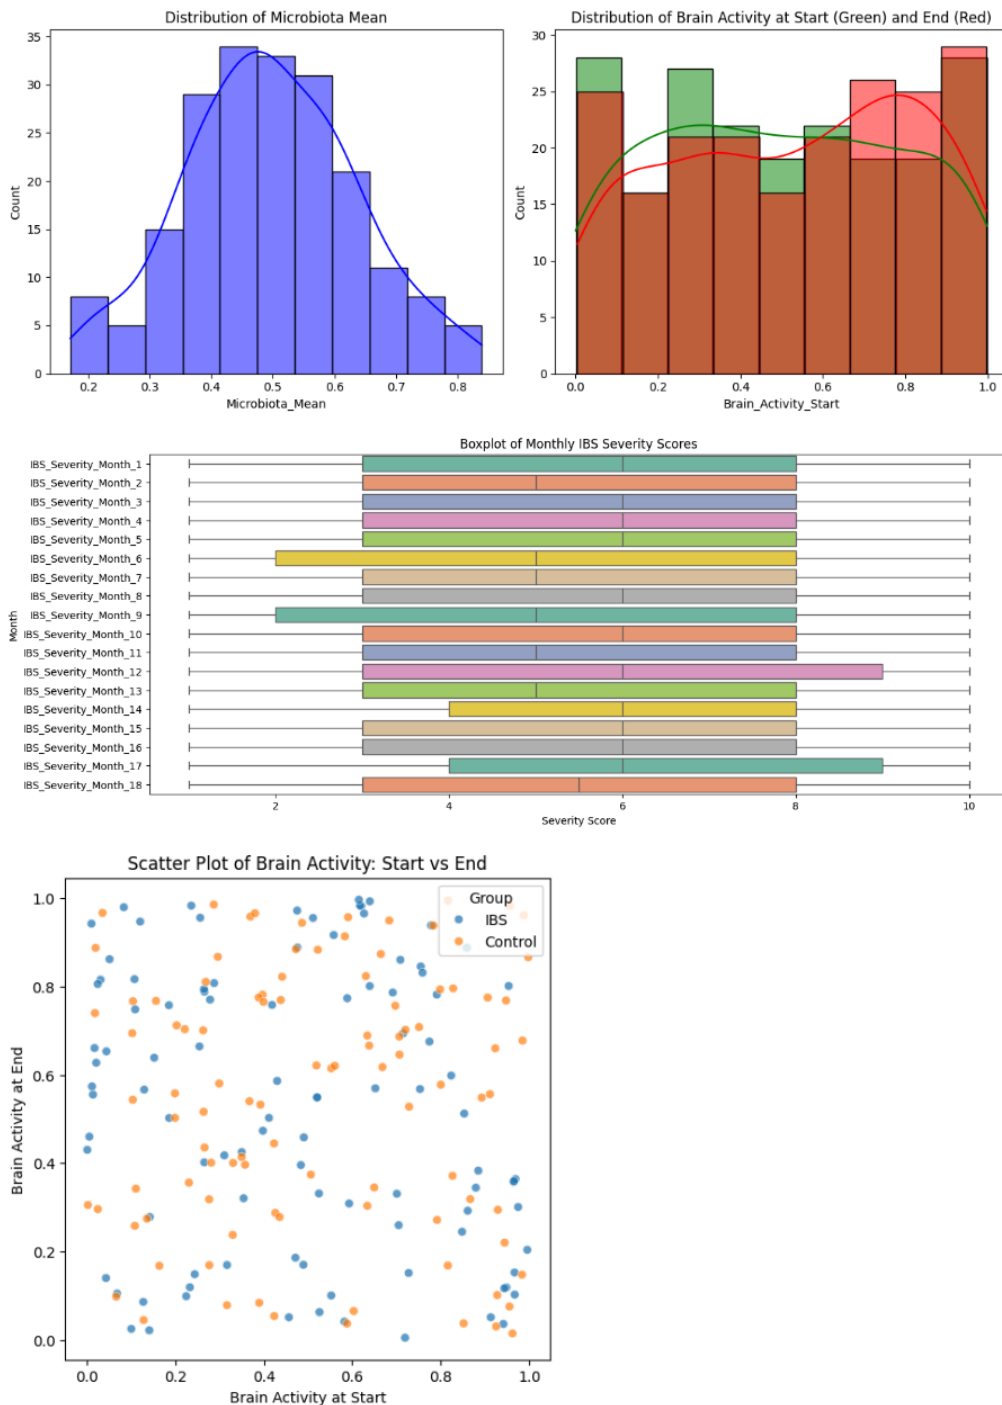 Distribution of Microbiota Mean
Count
35
30
25
20
15
10
5
0
0.2 0.3 0.4 0.5 0.6 0.7 0.8
Microbiota_Mean
Distribution of Brain Activity at Start (Green) and End (Red)
Count
30
25
20
15
10
5
0
0.0 0.2 0.4 0.6 0.8 1.0
Brain_Activity_Start
Boxplot of Monthly IBS Severity Scores
Month
IBS_Severity_Month_1
IBS_Severity_Month_2
IBS_Severity_Month_3
IBS_Severity_Month_4
IBS_Severity_Month_5
IBS_Severity_Month_6
IBS_Severity_Month_7
IBS_Severity_Month_8
IBS_Severity_Month_9
IBS_Severity_Month_10
IBS_Severity_Month_11
IBS_Severity_Month_12
IBS_Severity_Month_13
IBS_Severity_Month_14
IBS_Severity_Month_15
IBS_Severity_Month_16
IBS_Severity_Month_17
IBS_Severity_Month_18
2 4 6 8 10
Severity Score
Scatter Plot of Brain Activity: Start vs End
Group
IBS
Control
Brain Activity at End
1.0
0.8
0.6
0.4
0.2
0.0
0.0 0.2 0.4 0.6 0.8 1.0
Brain Activity at Start